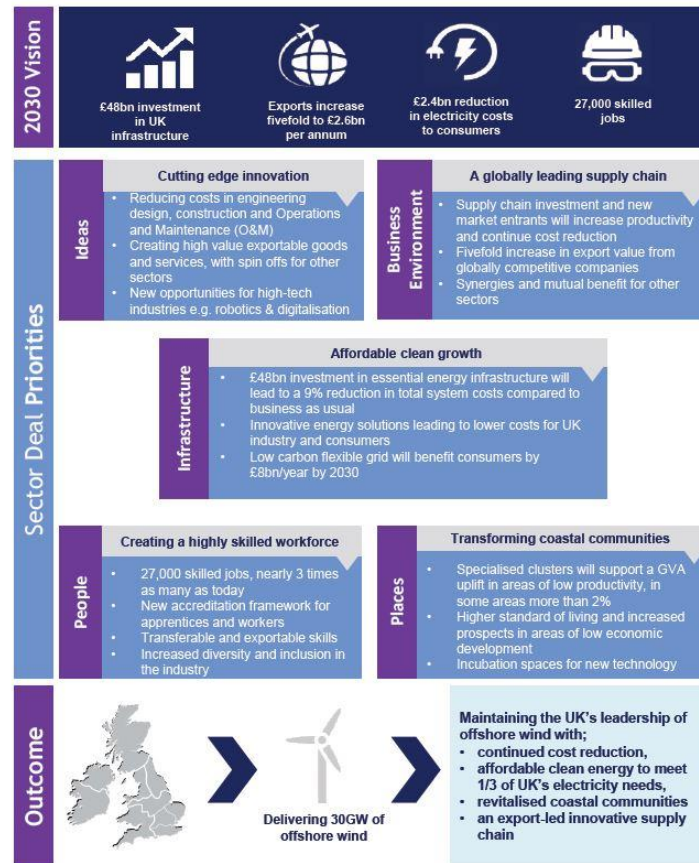 2030 Vision
£48bn investment
in UK
infrastructure
Exports increase
fivefold to £2.6bn
per annum
£2.4bn reduction
in electricity costs
to consumers
27,000 skilled
jobs
Sector Deal Priorities
Ideas
Cutting edge innovation
• Reducing costs in engineering
design, construction and Operations
and Maintenance (O&M)
• Creating high value exportable goods
and services, with spin offs for other
sectors
• New opportunities for high-tech
industries e.g. robotics & digitalisation
Business
Environment
A globally leading supply chain
• Supply chain investment and new
market entrants will increase productivity
and continue cost reduction
• Fivefold increase in export value from
globally competitive companies
• Synergies and mutual benefit for other
sectors
Infrastructure
Affordable clean growth
• £48bn investment in essential energy infrastructure will
lead to a 9% reduction in total system costs compared to
business as usual
• Innovative energy solutions leading to lower costs for UK
industry and consumers
• Low carbon flexible grid will benefit consumers by
£8bn/year by 2030
People
Creating a highly skilled workforce
• 27,000 skilled jobs, nearly 3 times
as many as today
• New accreditation framework for
apprentices and workers
• Transferable and exportable skills
• Increased diversity and inclusion in
the industry
Places
Transforming coastal communities
• Specialised clusters will support a GVA
uplift in areas of low productivity, in
some areas more than 2%
• Higher standard of living and increased
prospects in areas of low economic
development
• Incubation spaces for new technology
Outcome
Delivering 30GW of
offshore wind
Maintaining the UK's leadership of
offshore wind with;
• continued cost reduction,
• affordable clean energy to meet
1/3 of UK's electricity needs,
• revitalised coastal communities
• an export-led innovative supply
chain